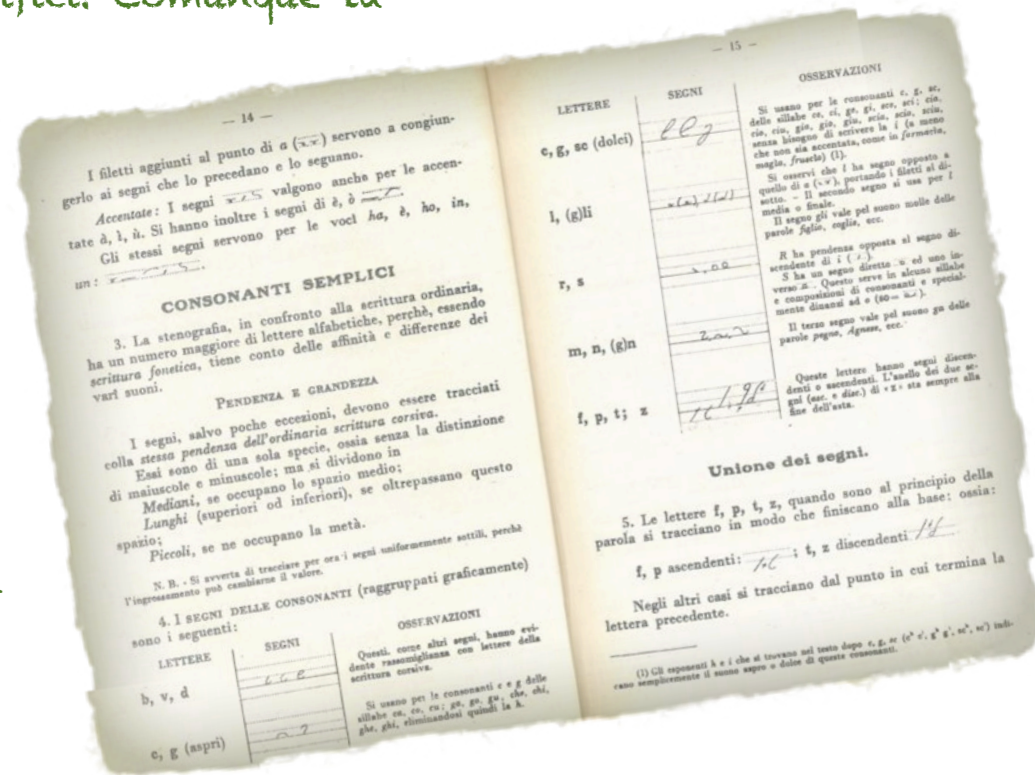 ifici. Comunque la
— 14 —
I filetti aggiunti al punto di a ( ) servono a congiun-
gerlo ai segni che lo precedano e lo seguano.
Accentate: I segni valgono anche per le accen-
tate à, ì, ù. Si hanno inoltre i segni di è, ò
Gli stessi segni servono per le voci ha, è, ho, in,
un:
CONSONANTI SEMPLICI
3. La stenografia, in confronto alla scrittura ordinaria,
ha un numero maggiore di lettere alfabetiche, perchè, essendo
scrittura fonetica, tiene conto delle affinità e differenze dei
vari suoni.
PENDENZA E GRANDEZZA
I segni, salvo poche eccezioni, devono essere tracciati
colla stessa pendenza dell'ordinaria scrittura corsiva.
Essi sono di una sola specie, ossia senza la distinzione
di maiuscole e minuscole; ma si dividono in
Mediani, se occupano lo spazio medio;
Lunghi (superiori od inferiori), se oltrepassano questo
spazio;
Piccoli, se ne occupano la metà.
N. B. - Si avverta di tracciare per ora i segni uniformemente sottili, perchè
l'ingrossamento può cambiarne il valore.
4. I SEGNI DELLE CONSONANTI (raggruppati graficamente)
sono i seguenti:
LETTERE SEGNI OSSERVAZIONI
b, v, d
Questi, come altri segni, hanno evi-
dente rassomiglianza con lettere della
scrittura corsiva.
c, g (aspri)
Si usano per le consonanti c e g delle
sillabe ca, co, cu; ga, go, gu, che, chi,
ghe, ghi, eliminandosi quindi la h.
— 15 —
LETTERE SEGNI OSSERVAZIONI
c, g, sc (dolci)
Si usano per le consonanti c, g, sc,
delle sillabe ce, ci, ge, gi, sce, sci; cia,
cio, ciu, gia, gio, giu, scia, scio, sciu,
senza bisogno di scrivere la i (a meno
che non sia accentata, come in farmacia,
magia, fruscio) (1).
l, (g)li
Si osservi che l ha segno opposto a
quello di a ( ), portando i filetti al di-
sotto. – Il secondo segno si usa per l
media o finale.
Il segno gli vale pel suono molle delle
parole figlio, coglie, ecc.
r, s
R ha pendenza opposta al segno di-
scendente di i ( ).
S ha un segno diretto ed uno in-
verso . Questo serve in alcune sillabe
e composizioni di consonanti e special-
mente dinanzi ad o (so = ).
m, n, (g)n
Il terzo segno vale pel suono gn delle
parole pegno, Agnese, ecc.
f, p, t; z
Queste lettere hanno segni discen-
denti o ascendenti. L'anello dei due se-
gni (asc. e disc.) di « z » sta sempre alla
fine dell'asta.
Unione dei segni.
5. Le lettere f, p, t, z, quando sono al principio della
parola si tracciano in modo che finiscano alla base: ossia:
f, p ascendenti: ; t, z discendenti
Negli altri casi si tracciano dal punto in cui termina la
lettera precedente.
(1) Gli esponenti h e i che si trovano nel testo dopo c, g, sc indi-
cano semplicemente il suono aspro o dolce di queste consonanti.